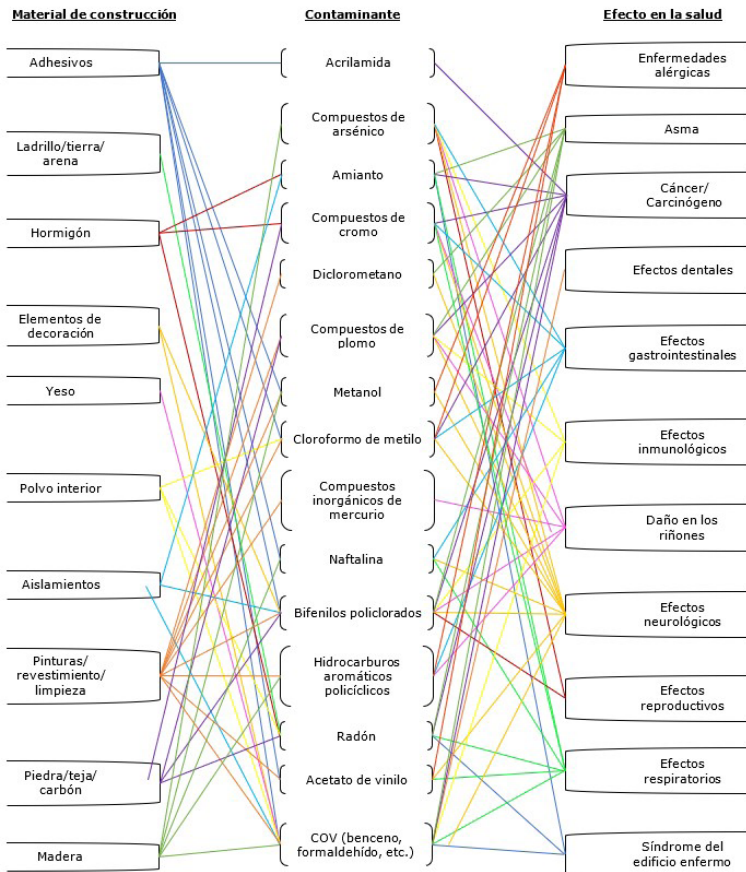 Material de construcción
Adhesivos
Ladrillo/tierra/
arena
Hormigón
Elementos de
decoración
Yeso
Polvo interior
Aislamientos
Pinturas/
revestimiento/
limpieza
Piedra/teja/
carbón
Madera
Contaminante
Acrilamida
Compuestos de
arsénico
Amianto
Compuestos de
cromo
Diclorometano
Compuestos de
plomo
Metanol
Cloroformo de metilo
Compuestos
inorgánicos de
mercurio
Naftalina
Bifenilos policlorados
Hidrocarburos
aromáticos
policíclicos
Radón
Acetato de vinilo
COV (benceno,
formaldehído, etc.)
Efecto en la salud
Enfermedades
alérgicas
Asma
Cáncer/
Carcinógeno
Efectos dentales
Efectos
gastrointestinales
Efectos
inmunológicos
Daño en los
riñones
Efectos
neurológicos
Efectos
reproductivos
Efectos
respiratorios
Síndrome del
edificio enfermo